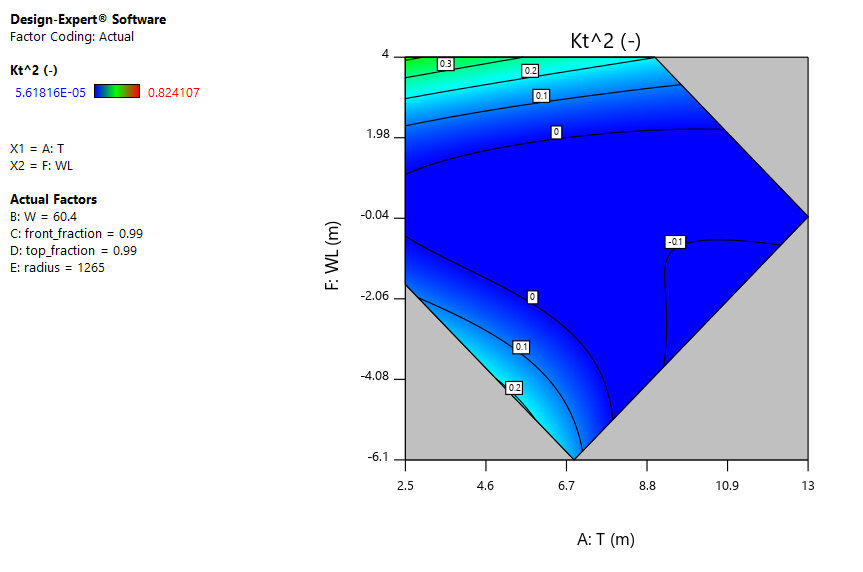 Design-Expert® Software
Factor Coding: Actual
Kt^2 (-)
5.61816E-05 0.824107
X1 = A: T
X2 = F: WL
Actual Factors
B: W = 60.4
C: front_fraction = 0.99
D: top_fraction = 0.99
E: radius = 1265
Kt^2 (-)
F: WL (m)
4
1.98
-0.04
-2.06
-4.08
-6.1
0.3
0.2
0.1
0
-0.1
0
0.1
0.2
2.5 4.6 6.7 8.8 10.9 13
A: T (m)